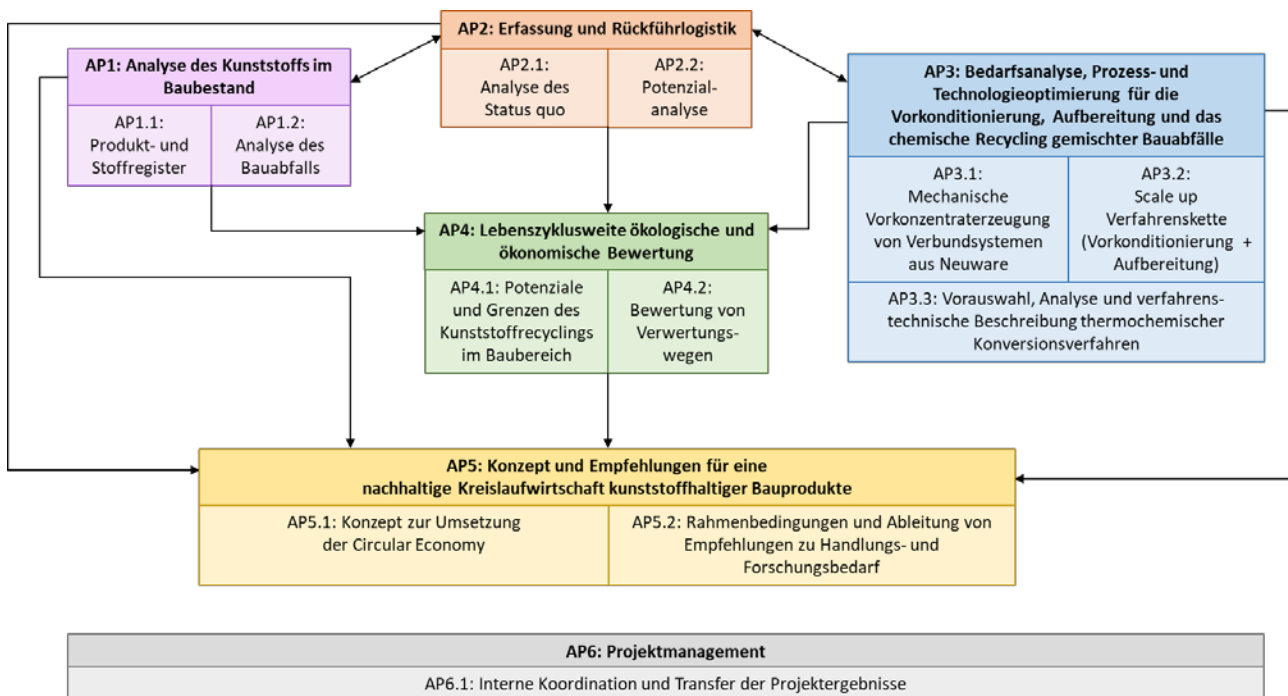 AP2: Erfassung und Rückführlogistik
AP2.1:
Analyse des
Status quo
AP2.2:
Potenzial-
analyse
AP1: Analyse des Kunststoffs im
Baubestand
AP1.1:
Produkt- und
Stoffregister
AP1.2:
Analyse des
Bauabfalls
AP3: Bedarfsanalyse, Prozess- und
Technologieoptimierung für die
Vorkonditionierung, Aufbereitung und das
chemische Recycling gemischter Bauabfälle
AP3.1:
Mechanische
Vorkonzentraterzeugung
von Verbundsystemen
aus Neuware
AP3.2:
Scale up
Verfahrenskette
(Vorkonditionierung +
Aufbereitung)
AP3.3: Vorauswahl, Analyse und verfahrens-
technische Beschreibung thermochemischer
Konversionsverfahren
AP4: Lebenszyklusweite ökologische und
ökonomische Bewertung
AP4.1: Potenziale
und Grenzen des
Kunststoffrecyclings
im Baubereich
AP4.2:
Bewertung von
Verwertungs-
wegen
AP5: Konzept und Empfehlungen für eine
nachhaltige Kreislaufwirtschaft kunststoffhaltiger Bauprodukte
AP5.1: Konzept zur Umsetzung
der Circular Economy
AP5.2: Rahmenbedingungen und Ableitung von
Empfehlungen zu Handlungs- und
Forschungsbedarf
AP6: Projektmanagement
AP6.1: Interne Koordination und Transfer der Projektergebnisse